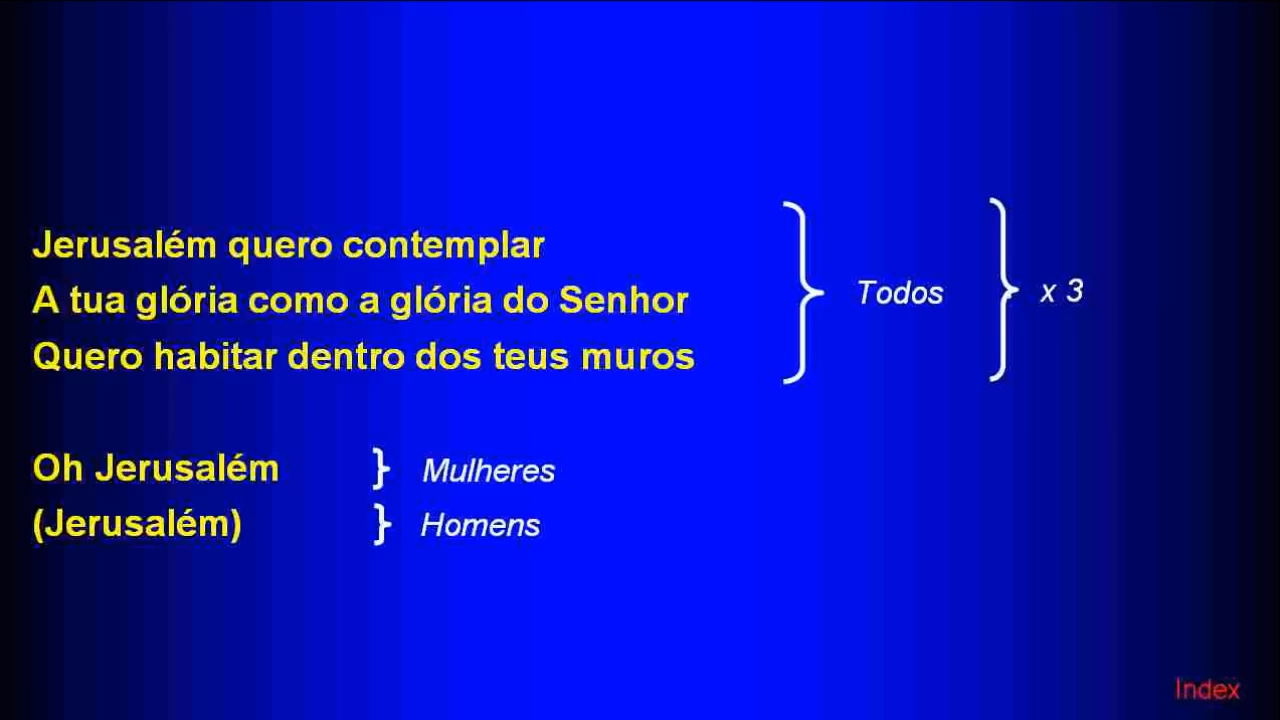 Jerusalém quero contemplar
A tua glória como a glória do Senhor
Quero habitar dentro dos teus muros
Todos
x 3
Oh Jerusalém
Mulheres
(Jerusalém)
Homens
Index